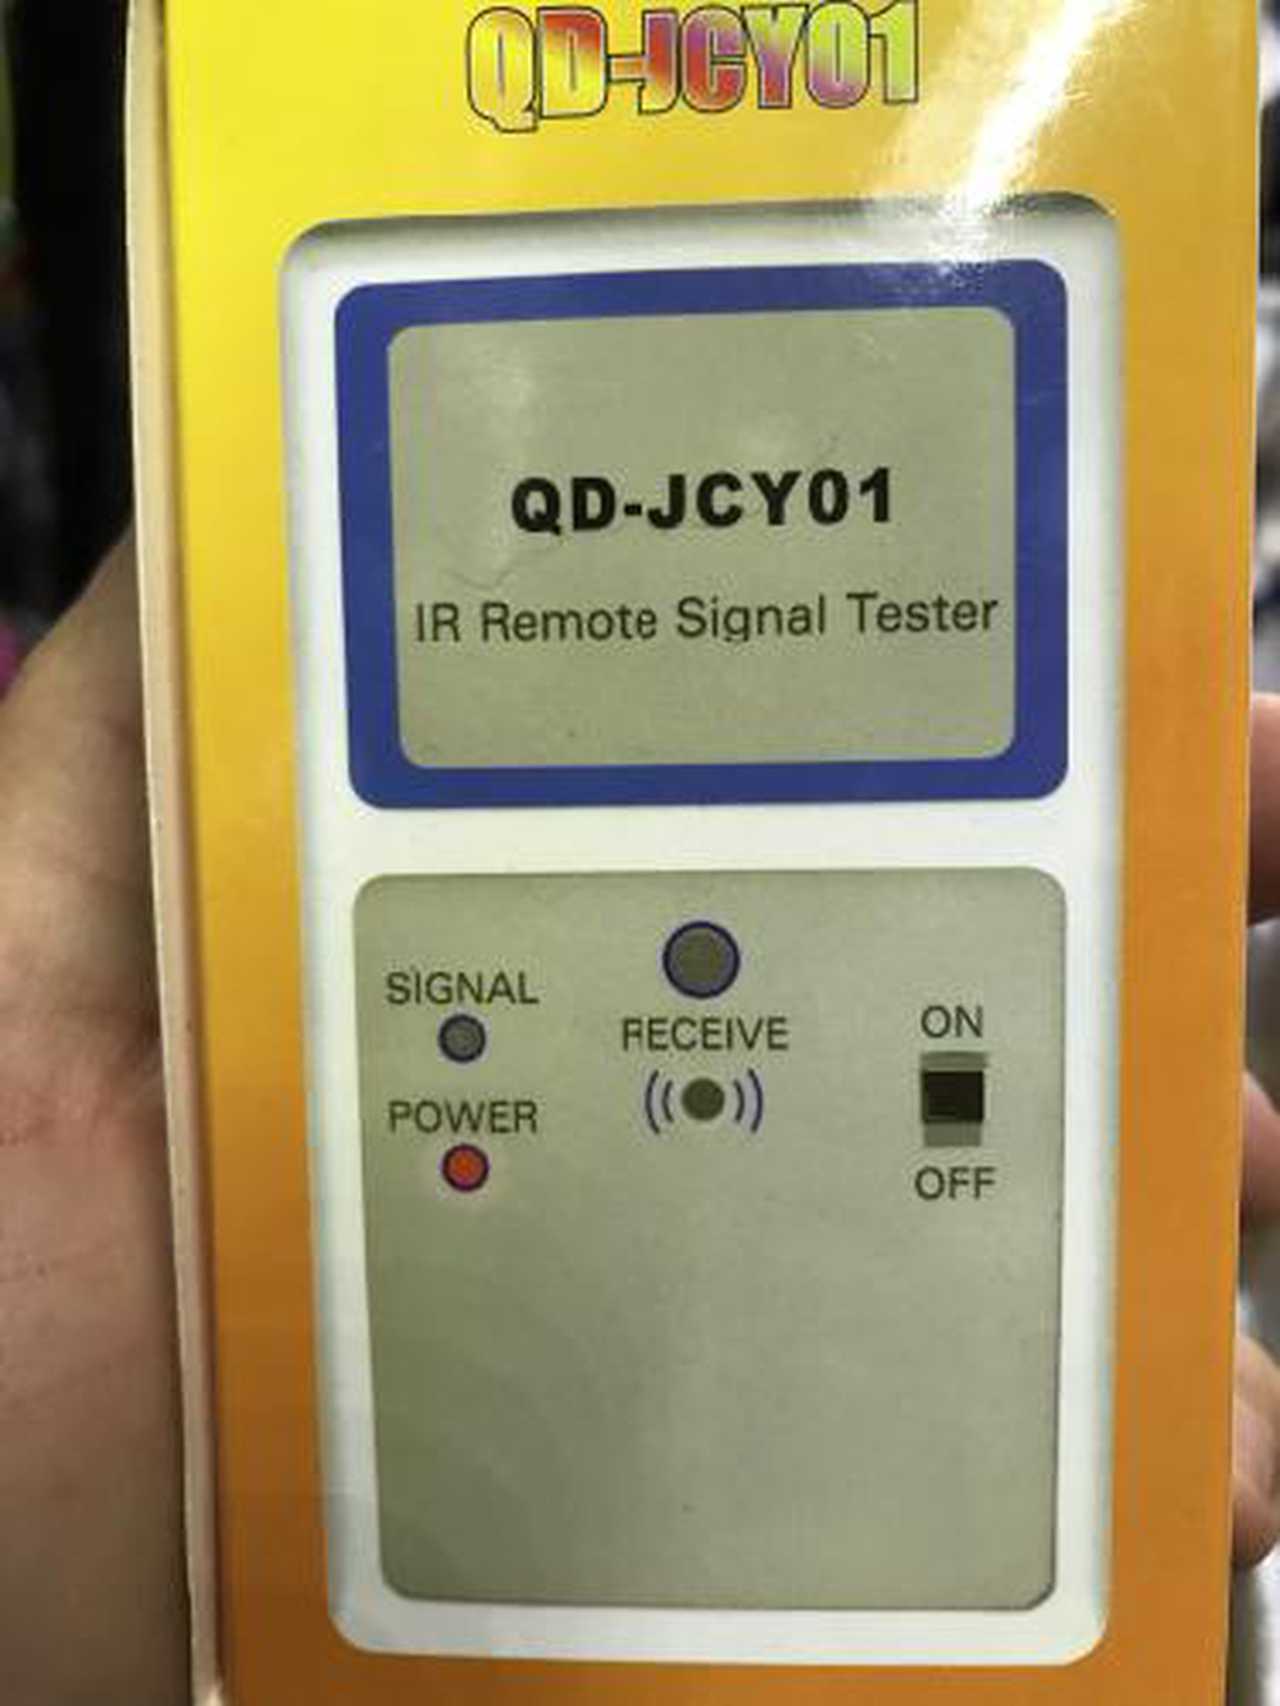 QD-JCY01
QD-JCY01
IR Remote Signal Tester
SIGNAL
RECEIVE
ON
POWER
OFF